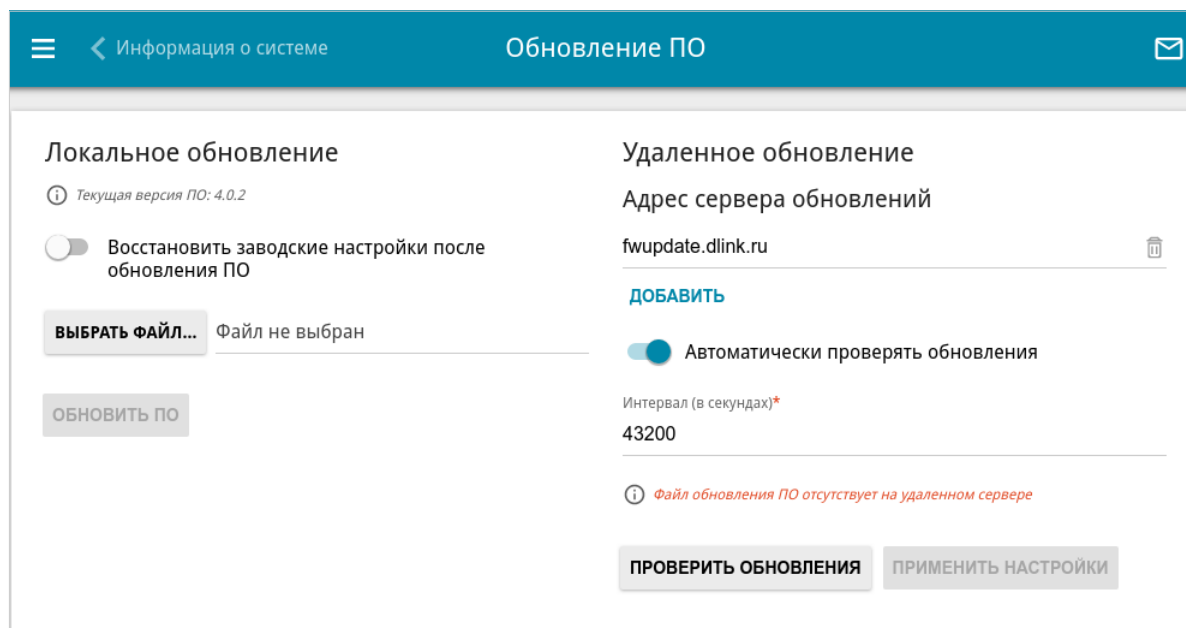 Информация о системе
Обновление ПО
Локальное обновление
Текущая версия ПО: 4.0.2
Восстановить заводские настройки после
обновления ПО
ВЫБРАТЬ ФАЙЛ...
Файл не выбран
ОБНОВИТЬ ПО
Удаленное обновление
Адрес сервера обновлений
fwupdate.dlink.ru
ДОБАВИТЬ
Автоматически проверять обновления
Интервал (в секундах)*
43200
Файл обновления ПО отсутствует на удаленном сервере
ПРОВЕРИТЬ ОБНОВЛЕНИЯ
ПРИМЕНИТЬ НАСТРОЙКИ